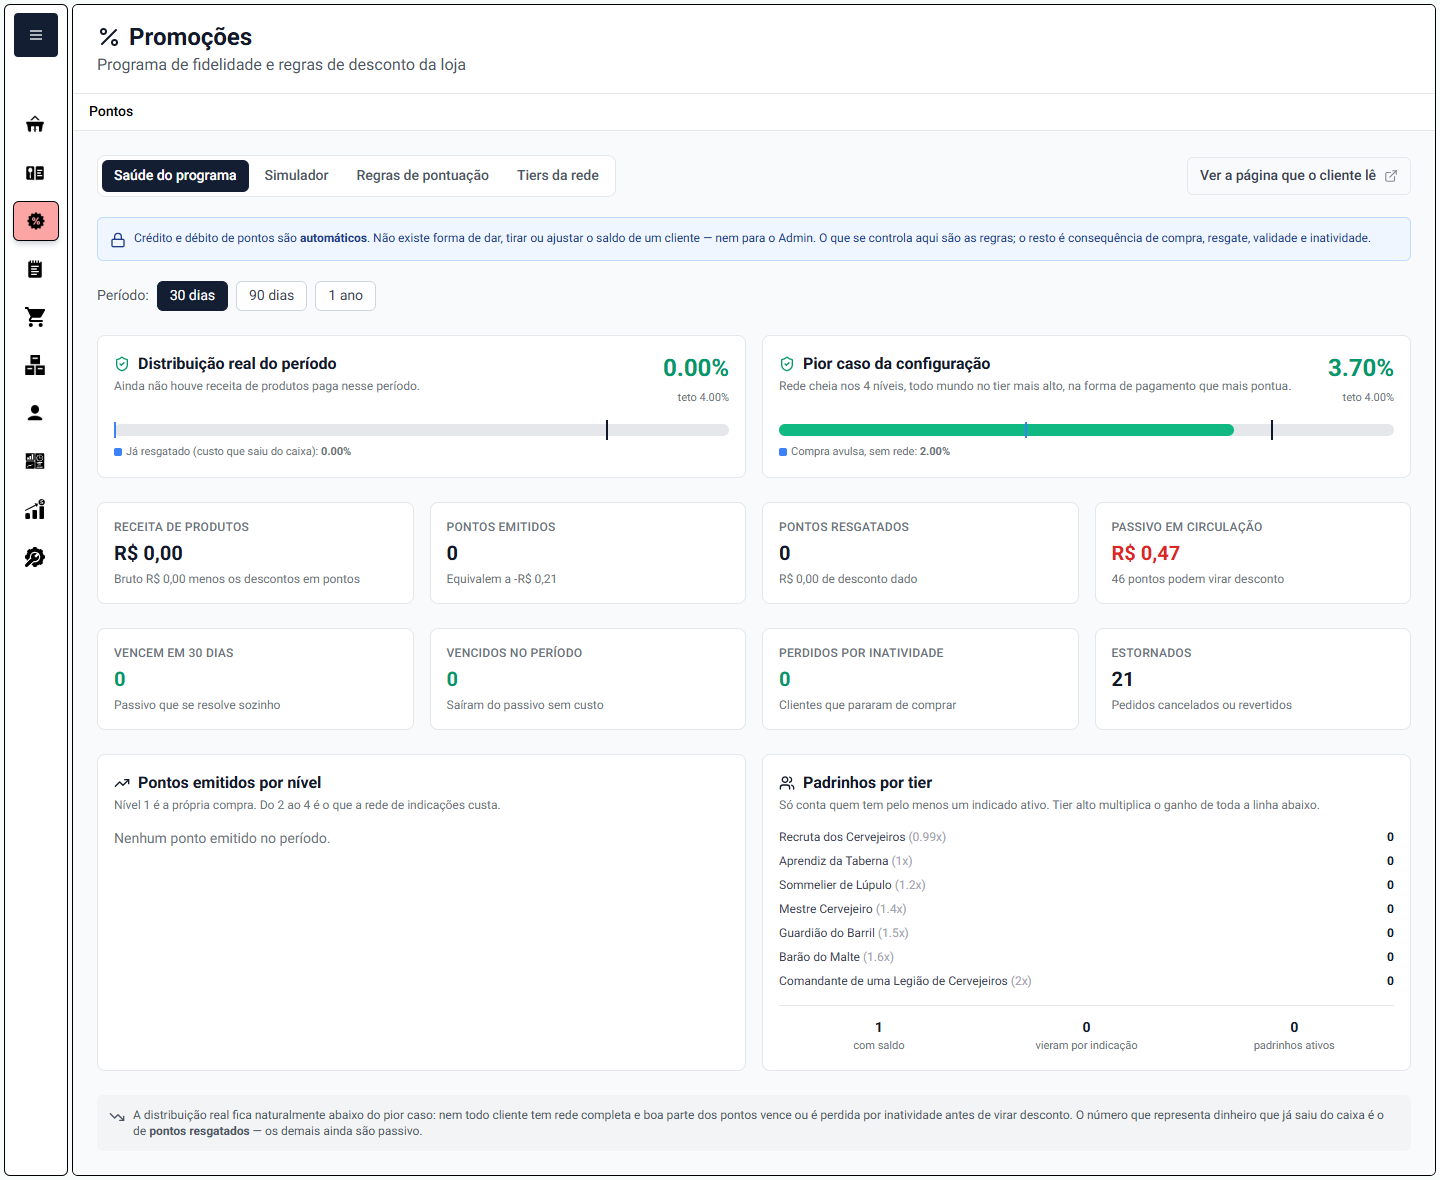 Promoções
Programa de fidelidade e regras de desconto da loja
Pontos
Saúde do programa
Simulador
Regras de pontuação
Tiers da rede
Ver a página que o cliente lê
Crédito e débito de pontos são automáticos. Não existe forma de dar, tirar ou ajustar o saldo de um cliente — nem para o Admin. O que se controla aqui são as regras; o resto é consequência de compra, resgate, validade e inatividade.
Período:
30 dias
90 dias
1 ano
Distribuição real do período
0.00%
Ainda não houve receita de produtos paga nesse período.
teto 4.00%
Já resgatado (custo que saiu do caixa): 0.00%
Pior caso da configuração
3.70%
Rede cheia nos 4 níveis, todo mundo no tier mais alto, na forma de pagamento que mais pontua.
teto 4.00%
Compra avulsa, sem rede: 2.00%
RECEITA DE PRODUTOS
R$ 0,00
Bruto R$ 0,00 menos os descontos em pontos
PONTOS EMITIDOS
0
Equivalem a -R$ 0,21
PONTOS RESGATADOS
0
R$ 0,00 de desconto dado
PASSIVO EM CIRCULAÇÃO
R$ 0,47
46 pontos podem virar desconto
VENCEM EM 30 DIAS
0
Passivo que se resolve sozinho
VENCIDOS NO PERÍODO
0
Saíram do passivo sem custo
PERDIDOS POR INATIVIDADE
0
Clientes que pararam de comprar
ESTORNADOS
21
Pedidos cancelados ou revertidos
Pontos emitidos por nível
Nível 1 é a própria compra. Do 2 ao 4 é o que a rede de indicações custa.
Nenhum ponto emitido no período.
Padrinhos por tier
Só conta quem tem pelo menos um indicado ativo. Tier alto multiplica o ganho de toda a linha abaixo.
Recruta dos Cervejeiros (0.99x) 0
Aprendiz da Taberna (1x) 0
Sommelier de Lúpulo (1.2x) 0
Mestre Cervejeiro (1.4x) 0
Guardião do Barril (1.5x) 0
Barão do Malte (1.6x) 0
Comandante de uma Legião de Cervejeiros (2x) 0
1
com saldo
0
vieram por indicação
0
padrinhos ativos
A distribuição real fica naturalmente abaixo do pior caso: nem todo cliente tem rede completa e boa parte dos pontos vence ou é perdida por inatividade antes de virar desconto. O número que representa dinheiro que já saiu do caixa é o
de pontos resgatados — os demais ainda são passivo.